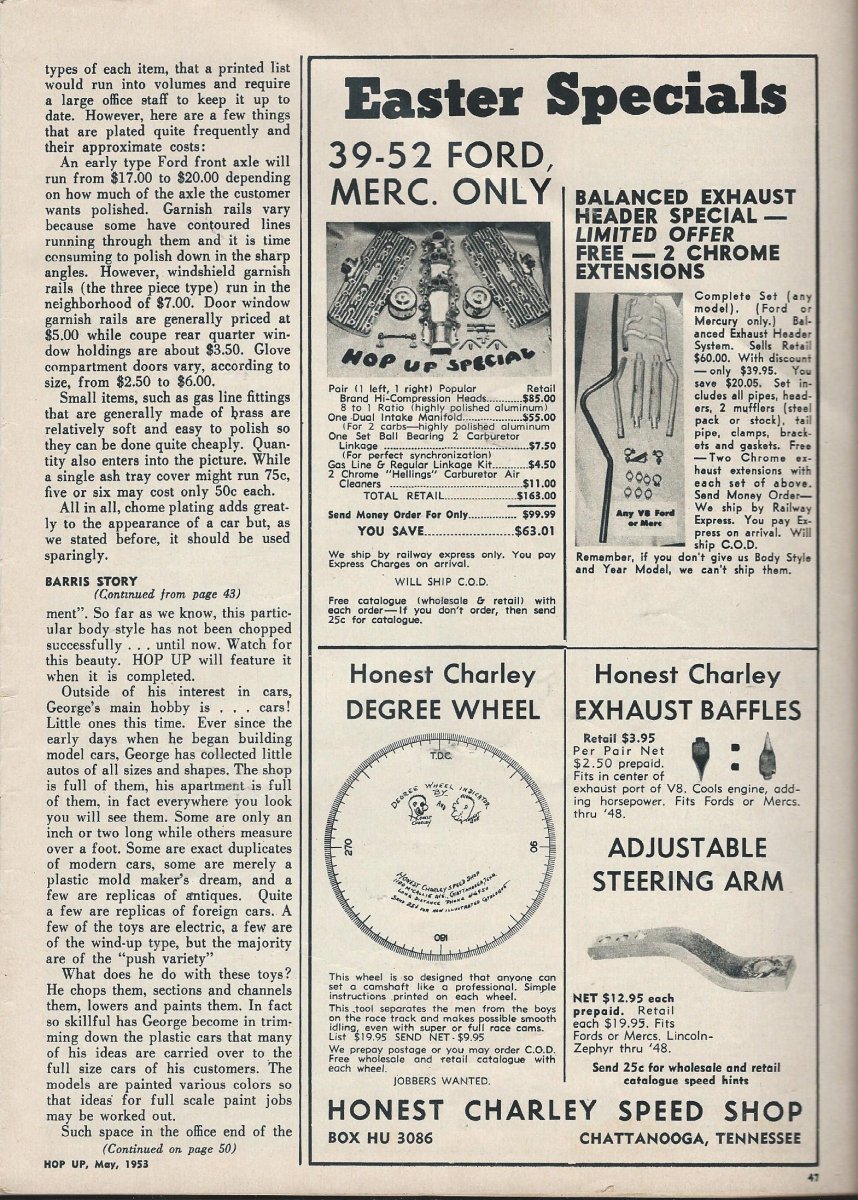 types of each item, that a printed list
would run into volumes and require
a large office staff to keep it up to
date. However, here are a few things
that are plated quite frequently and
their approximate costs:
An early type Ford front axle will
run from $17.00 to $20.00 depending
on how much of the axle the customer
wants polished. Garnish rails vary
because some have contoured lines
running through them and it is time
consuming to polish down in the sharp
angles. However, windshield garnish
rails (the three piece type) run in the
neighborhood of $7.00. Door window
garnish rails are generally priced at
$5.00 while coupe rear quarter win-
dow holdings are about $3.50. Glove
compartment doors vary, according to
size, from $2.50 to $6.00.
Small items, such as gas line fittings
that are generally made of brass are
relatively soft and easy to polish so
they can be done quite cheaply. Quan-
tity also enters into the picture. While
a single ash tray cover might run 75c,
five or six may cost only 50c each.
All in all, chome plating adds great-
ly to the appearance of a car but, as
we stated before, it should be used
sparingly.
BARRIS STORY
(Continued from page 43)
ment". So far as we know, this partic-
ular body style has not been chopped
successfully . . . until now. Watch for
this beauty. HOP UP will feature it
when it is completed.
Outside of his interest in cars,
George's main hobby is . . . cars!
Little ones this time. Ever since the
early days when he began building
model cars, George has collected little
autos of all sizes and shapes. The shop
is full of them, his apartment is full
of them, in fact everywhere you look
you will see them. Some are only an
inch or two long while others measure
over a foot. Some are exact duplicates
of modern cars, some are merely a
plastic mold maker's dream, and a
few are replicas of antiques. Quite
a few are replicas of foreign cars. A
few of the toys are electric, a few are
of the wind-up type, but the majority
are of the "push variety"
What does he do with these toys?
He chops them, sections and channels
them, lowers and paints them. In fact
so skillful has George become in trim-
ming down the plastic cars that many
of his ideas are carried over to the
full size cars of his customers. The
models are painted various colors so
that ideas for full scale paint jobs
may be worked out.
Such space in the office end of the
(Continued on page 50)
HOP UP, May, 1953
Easter Specials
39-52 FORD,
MERC. ONLY
HOP UP SPECIAL
Pair (1 left, 1 right) Popular Retail
Brand Hi-Compression Heads..........$85.00
8 to 1 Ratio (highly polished aluminum)
One Dual Intake Manifold..............$55.00
(For 2 carbs—highly polished aluminum
One Set Ball Bearing 2 Carburetor
Linkage ..................................$7.50
(For perfect synchronization)
Gas Line & Regular Linkage Kit.......$4.50
2 Chrome "Hellings" Carburetor Air
Cleaners ................................$11.00
TOTAL RETAIL....................$163.00
Send Money Order For Only............ $99.99
YOU SAVE....................$63.01
We ship by railway express only. You pay
Express Charges on arrival.
WILL SHIP C.O.D.
Free catalogue (wholesale & retail) with
each order—If you don't order, then send
25c for catalogue.
BALANCED EXHAUST
HEADER SPECIAL —
LIMITED OFFER
FREE — 2 CHROME
EXTENSIONS
Any V8 Ford
or Merc
Complete Set (any
model). (Ford or
Mercury only.) Bal-
anced Exhaust Header
System. Sells Retail
$60.00. With discount
— only $39.95. You
save $20.05. Set in-
cludes all pipes, head-
ers, 2 mufflers (steel
pack or stock), tail
pipe, clamps, brack-
ets and gaskets. Free
—Two Chrome ex-
haust extensions with
each set of above.
Send Money Order—
We ship by Railway
Express. You pay Ex-
press on arrival. Will
ship C.O.D.
Remember, if you don't give us Body Style
and Year Model, we can't ship them.
Honest Charley
DEGREE WHEEL
T.D.C.
DEGREE WHEEL INDICATOR
BY
HONEST
CHARLEY
AND
270
90
180
HONEST CHARLEY SPEED SHOP
CHATTANOOGA, TENN.
LONG DISTANCE PHONE
SEND 25¢ FOR NEW ILLUSTRATED CATALOGUE
This wheel is so designed that anyone can
set a camshaft like a professional. Simple
instructions printed on each wheel.
This tool separates the men from the boys
on the race track and makes possible smooth
idling, even with super or full race cams.
List $19.95 SEND NET-$9.95
We prepay postage or you may order C.O.D.
Free wholesale and retail catalogue with
each wheel.
JOBBERS WANTED.
Honest Charley
EXHAUST BAFFLES
Retail $3.95
Per Pair Net
$2.50 prepaid.
Fits in center of
exhaust port of V8. Cools engine, add-
ing horsepower. Fits Fords or Mercs.
thru '48.
ADJUSTABLE
STEERING ARM
NET $12.95 each
prepaid. Retail
each $19.95. Fits
Fords or Mercs. Lincoln-
Zephyr thru '48.
Send 25c for wholesale and retail
catalogue speed hints
HONEST CHARLEY SPEED SHOP
BOX HU 3086 CHATTANOOGA, TENNESSEE
47